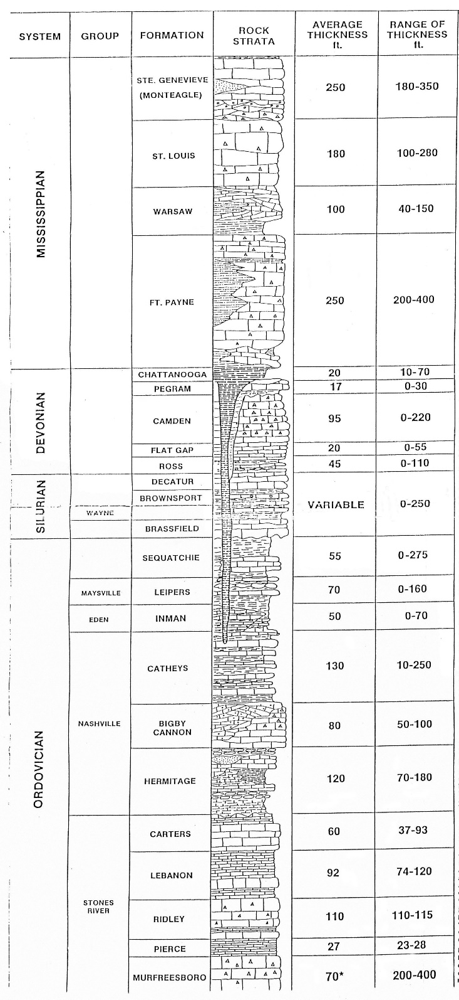 SYSTEM GROUP FORMATION ROCK STRATA AVERAGE THICKNESS ft. RANGE OF THICKNESS ft.
MISSISSIPPIAN
STE. GENEVIEVE (MONTEAGLE) 250 180-350
ST. LOUIS 180 100-280
WARSAW 100 40-150
FT. PAYNE 250 200-400
DEVONIAN
CHATTANOOGA 20 10-70
PEGRAM 17 0-30
CAMDEN 95 0-220
FLAT GAP 20 0-55
ROSS 45 0-110
SILURIAN
DECATUR
BROWNSPORT VARIABLE 0-250
WAYNE
BRASSFIELD
ORDOVICIAN
SEQUATCHIE 55 0-275
MAYSVILLE LEIPERS 70 0-160
EDEN INMAN 50 0-70
CATHEYS 130 10-250
NASHVILLE BIGBY CANNON 80 50-100
HERMITAGE 120 70-180
CARTERS 60 37-93
LEBANON 92 74-120
STONES RIVER
RIDLEY 110 110-115
PIERCE 27 23-28
MURFREESBORO 70* 200-400